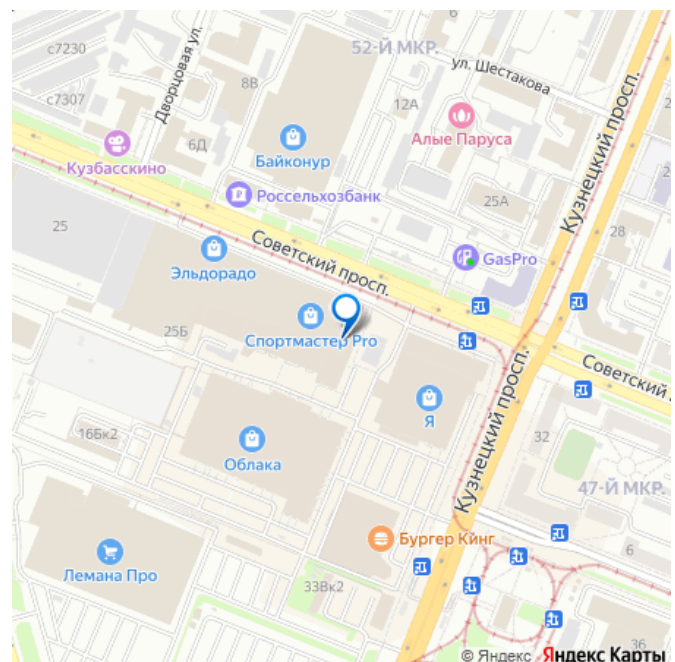 6
с7230
Дворцовая ул.
52-Й МКР.
ул. Шестакова
8В
с7307
12А
6Д
Алые Паруса
Кузнецкий просп.
Байконур
Кузбасскино
Россельхозбанк
25А
25
28
Советский просп.
GasPro
Эльдорадо
25Б
Спортмастер Pro
Советский
Кузнецкий просп.
Я
16Бк2
Облака
32
47-Й МКР.
Бургер Кинг
6
Лемана Про
33Вк2
36
© Яндекс Яндекс Карты